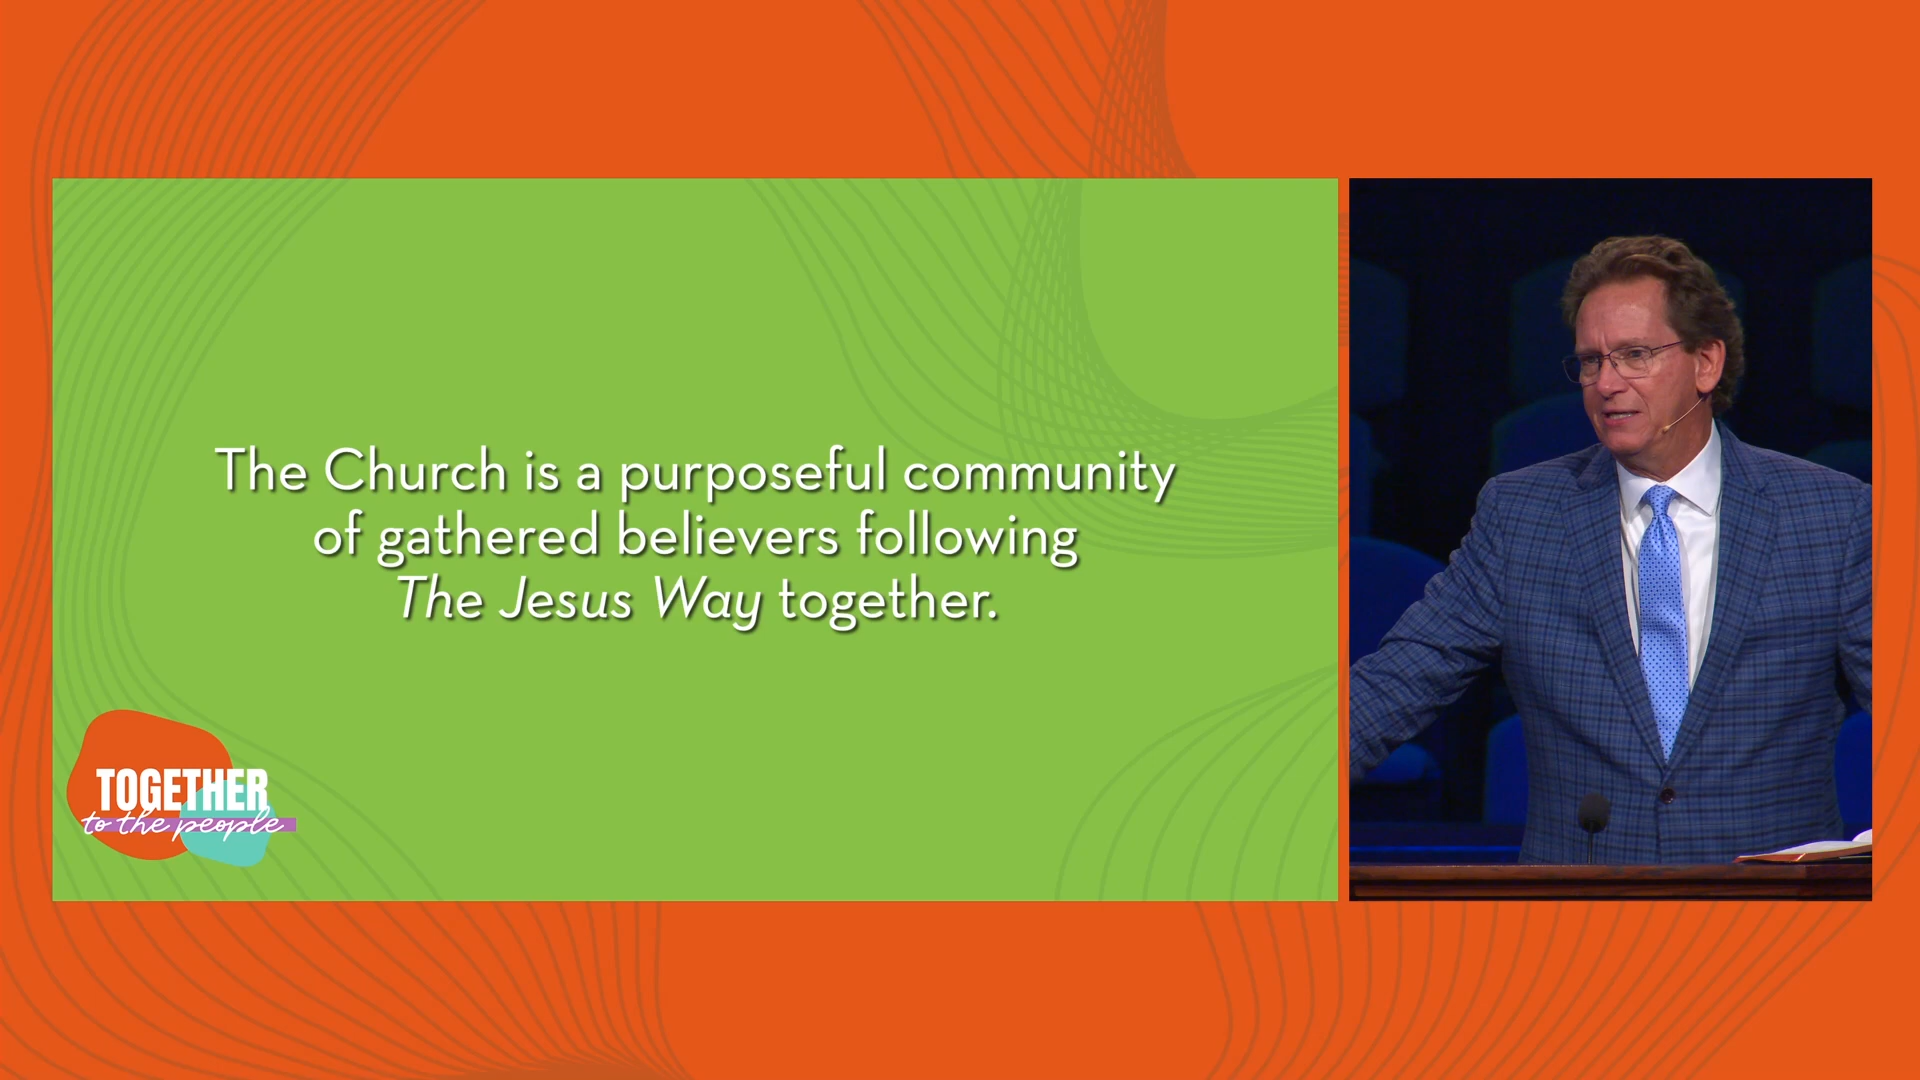 The Church is a purposeful community
of gathered believers following
The Jesus Way together.
TOGETHER
to the people